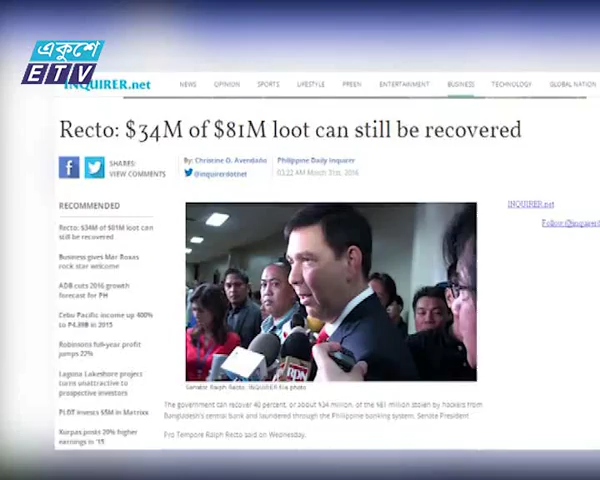 একুশে
ETV
INQUIRER.net
NEWS OPINION SPORTS LIFESTYLE PREEN ENTERTAINMENT BUSINESS TECHNOLOGY GLOBAL NATION
Recto: $34M of $81M loot can still be recovered
SHARES:
VIEW COMMENTS
By: Christine O. Avendaño
@inquirerdotnet
Philippine Daily Inquirer
03:22 AM March 31st, 2016
RECOMMENDED
Recto: $34M of $81M loot can
still be recovered
Business gives Mar Roxas
rock star welcome
ADB cuts 2016 growth
forecast for PH
Cebu Pacific income up 400%
to P4.39B in 2015
Robinsons full-year profit
jumps 22%
Laguna Lakeshore project
turns unattractive to
prospective investors
PLDT invests $5M in Matrixx
Xurpas posts 20% higher
earnings in '15
INQUIRER.net
Follow @inquirerd
RPN
Senator Ralph Recto. INQUIRER file photo
The government can recover 40 percent, or about $34 million, of the $81 million stolen by hackers from
Bangladesh's central bank and laundered through the Philippine banking system, Senate President
Pro Tempore Ralph Recto said on Wednesday.